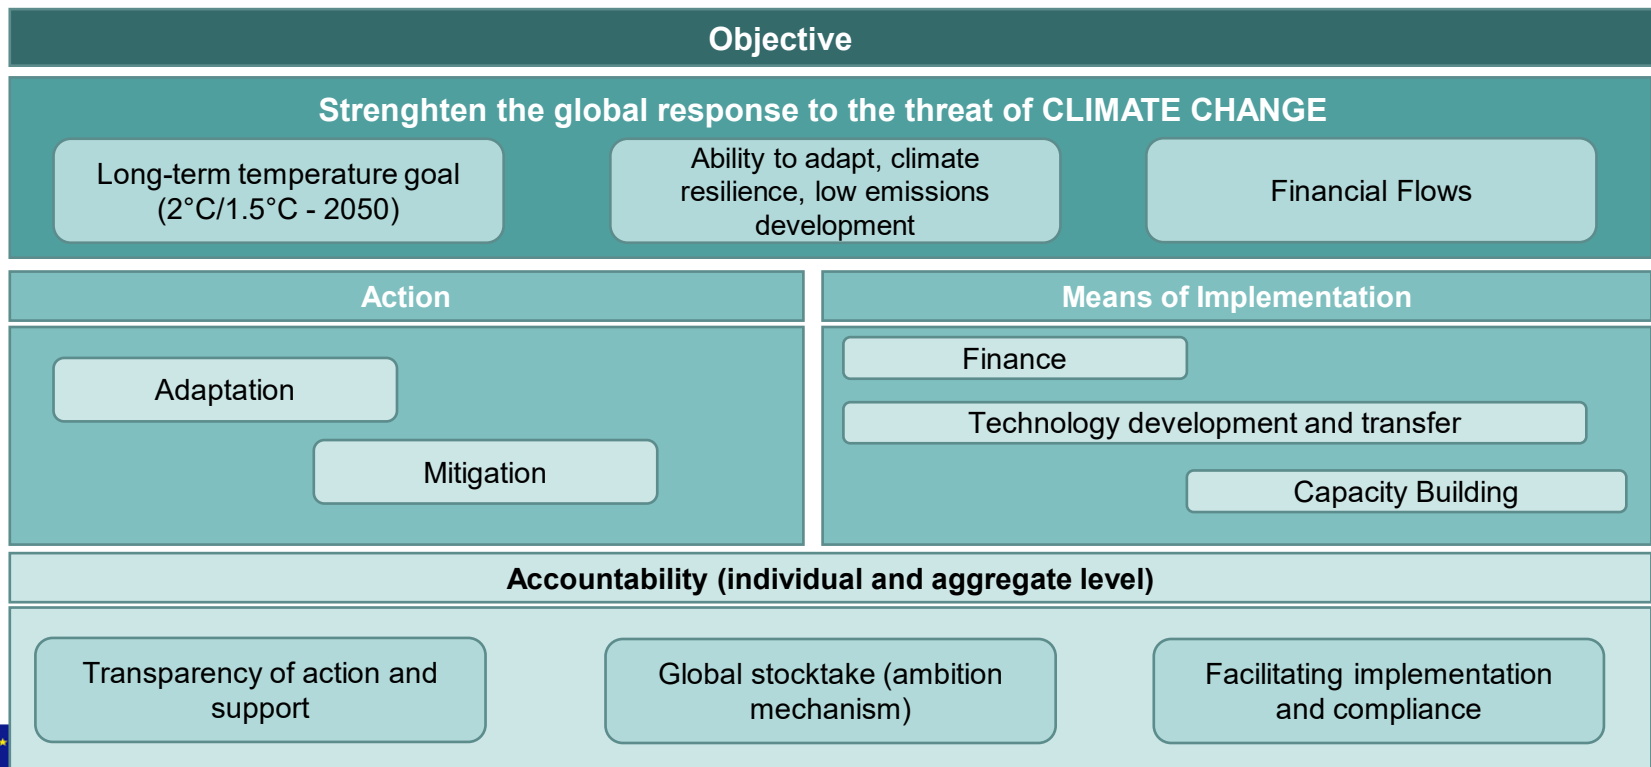 Objective
Strenghten the global response to the threat of CLIMATE CHANGE
Long-term temperature goal
(2°C/1.5°C - 2050)
Ability to adapt, climate
resilience, low emissions
development
Financial Flows
Action
Means of Implementation
Adaptation
Mitigation
Finance
Technology development and transfer
Capacity Building
Accountability (individual and aggregate level)
Transparency of action and
support
Global stocktake (ambition
mechanism)
Facilitating implementation
and compliance